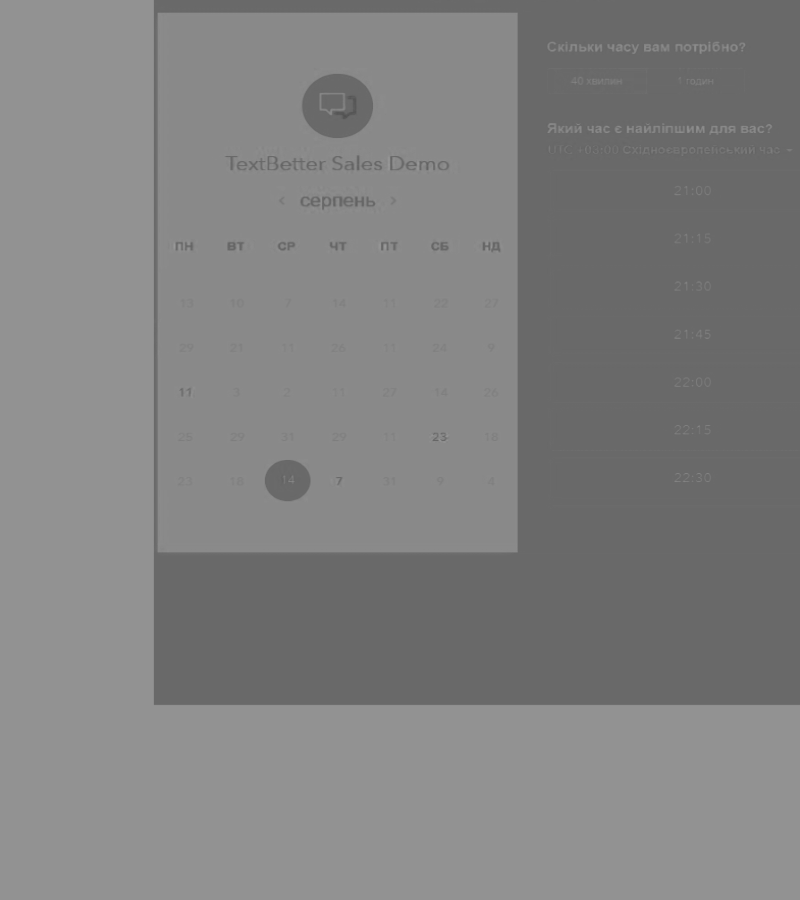 TextBetter Sales Demo
‹ серпень ›
ПН ВТ СР ЧТ ПТ СБ НД
13 10 7 14 11 22 27
29 21 11 26 11 24 9
11 3 2 11 27 14 26
25 29 31 29 11 23 18
23 18 14 7 31 9 4
Скільки часу вам потрібно?
40 хвилин 1 годин
Який час є найліпшим для вас?
UTC +03:00 Східноєвропейський час
21:00
21:15
21:30
21:45
22:00
22:15
22:30